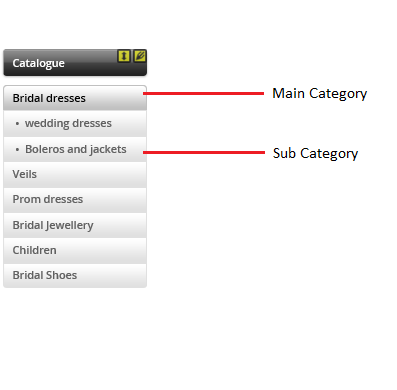 Catalogue
Bridal dresses
Main Category
• wedding dresses
• Boleros and jackets
Sub Category
Veils
Prom dresses
Bridal Jewellery
Children
Bridal Shoes